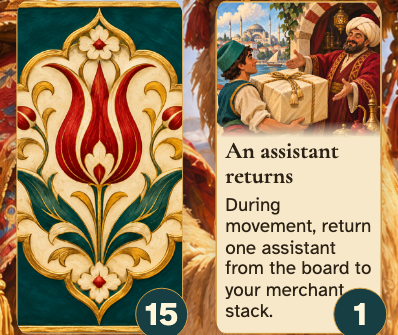 15
An assistant
returns
During
movement, return
one assistant
from the board to
your merchant
stack.
1